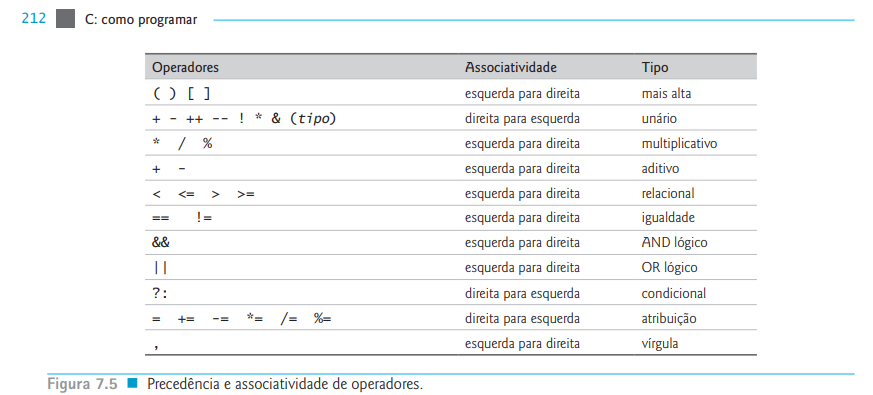 212 C: como programar
Operadores Associatividade Tipo
( ) [ ] esquerda para direita mais alta
+ - ++ -- ! * & (tipo) direita para esquerda unário
* / % esquerda para direita multiplicativo
+ - esquerda para direita aditivo
< <= > >= esquerda para direita relacional
== != esquerda para direita igualdade
&& esquerda para direita AND lógico
|| esquerda para direita OR lógico
?: direita para esquerda condicional
= += -= *= /= %= direita para esquerda atribuição
, esquerda para direita vírgula
Figura 7.5 Precedência e associatividade de operadores.